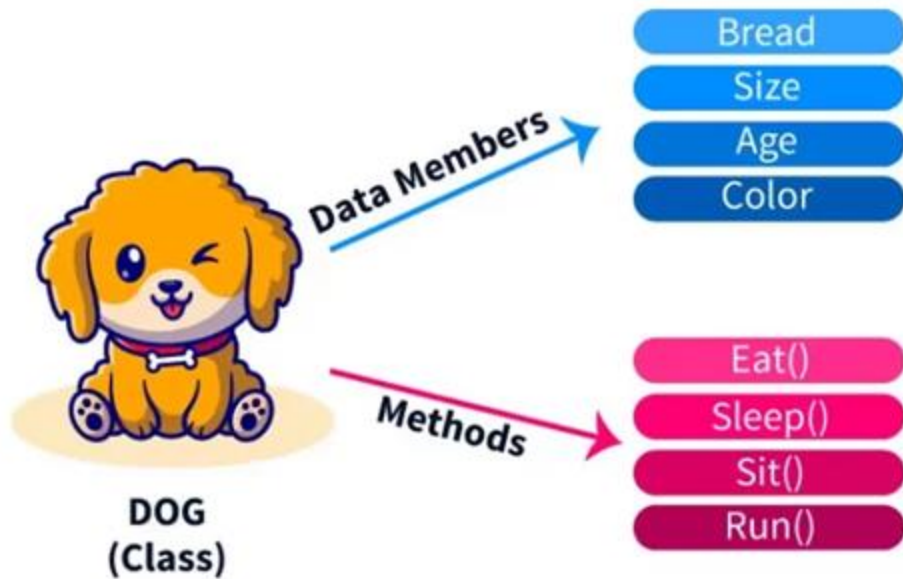 Bread
Size
Age
Color
Data Members
Methods
Eat()
Sleep()
Sit()
Run()
DOG
(Class)